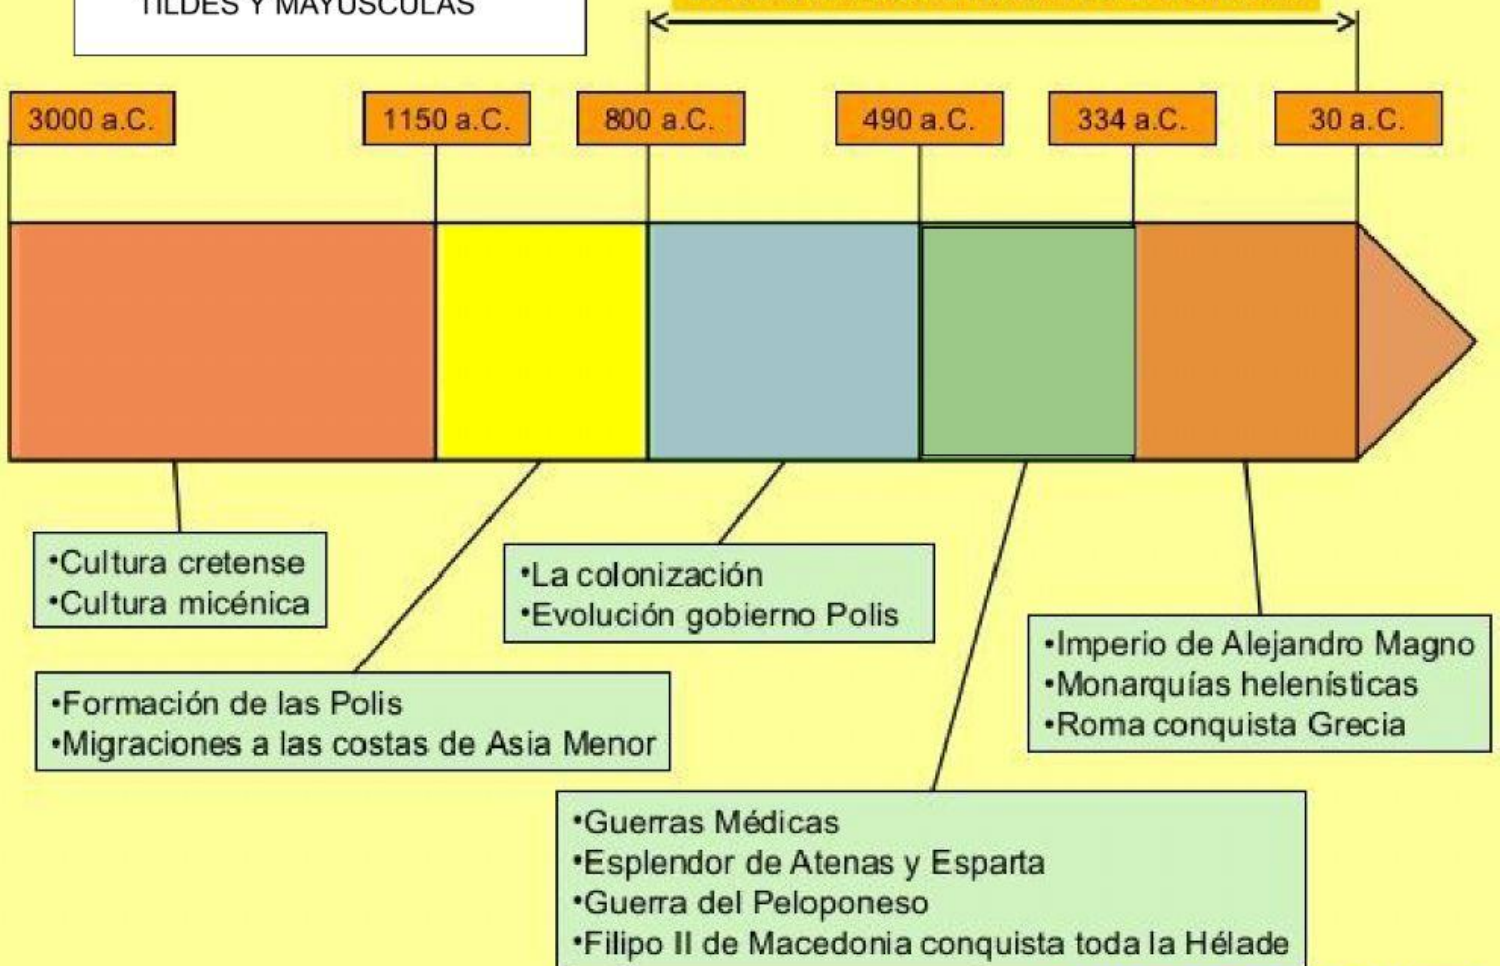 TILDES Y MAYÚSCULAS
3000 a.C.
1150 a.C.
800 a.C.
490 a.C.
334 a.C.
30 a.C.
•Cultura cretense
•Cultura micénica
•La colonización
•Evolución gobierno Polis
•Imperio de Alejandro Magno
•Monarquías helenísticas
•Roma conquista Grecia
•Formación de las Polis
•Migraciones a las costas de Asia Menor
•Guerras Médicas
•Esplendor de Atenas y Esparta
•Guerra del Peloponeso
•Filipo II de Macedonia conquista toda la Hélade